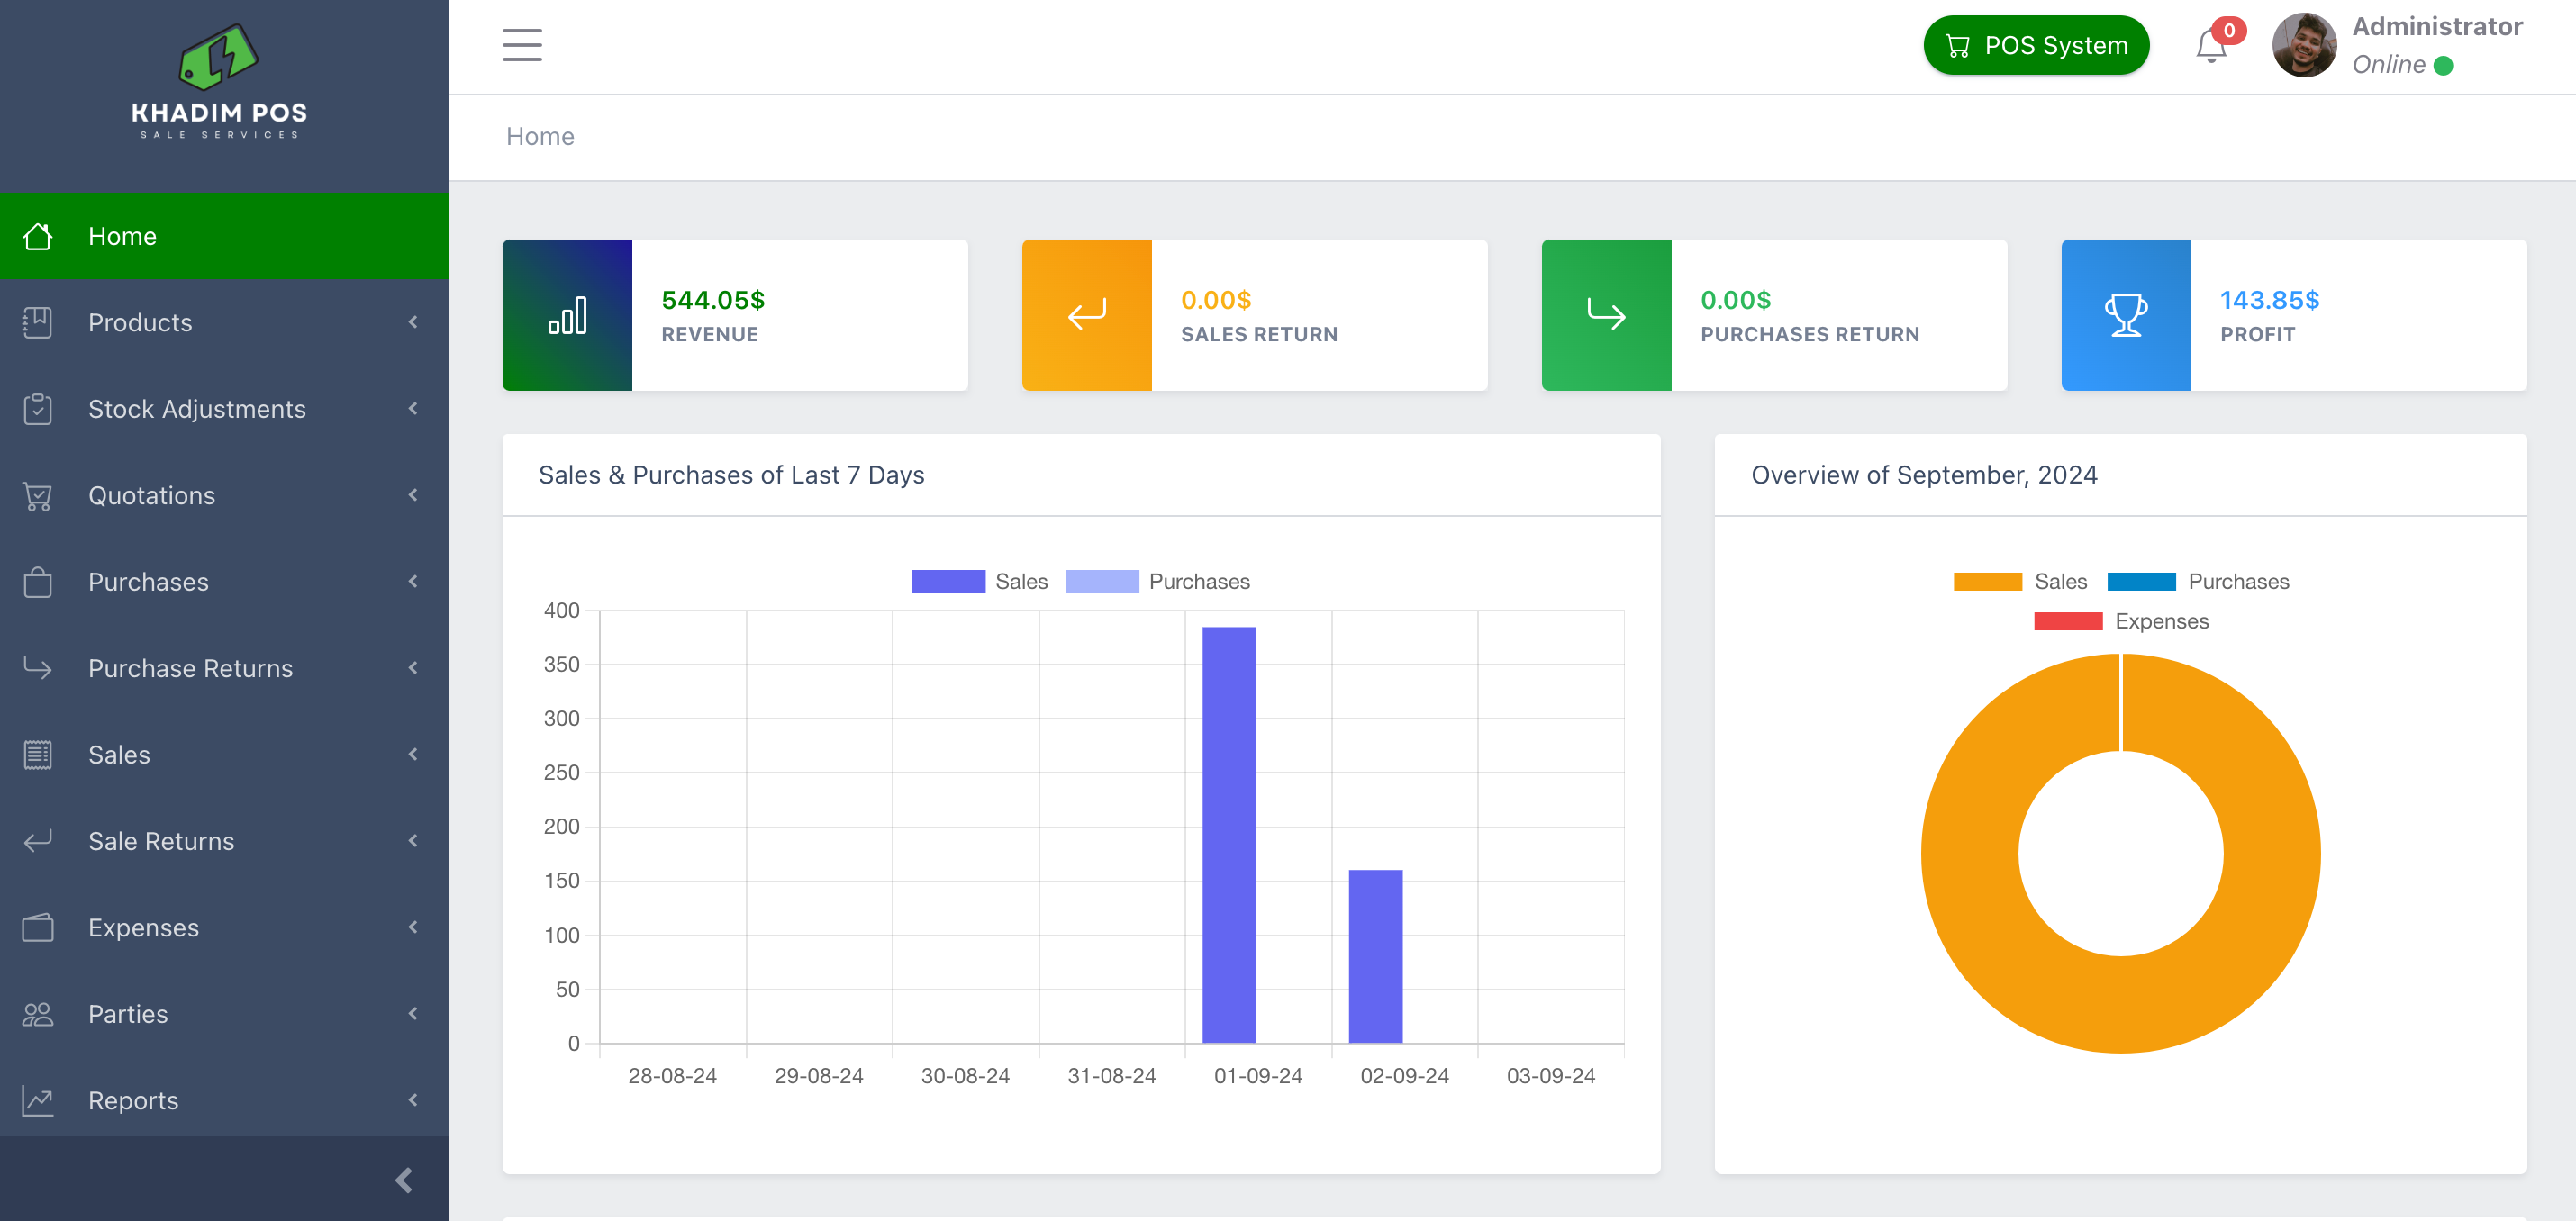 KHADIM POS
SALE SERVICES
Home
Products
Stock Adjustments
Quotations
Purchases
Purchase Returns
Sales
Sale Returns
Expenses
Parties
Reports
POS System
0
Administrator
Online
Home
544.05$
REVENUE
0.00$
SALES RETURN
0.00$
PURCHASES RETURN
143.85$
PROFIT
Sales & Purchases of Last 7 Days
Sales Purchases
400
350
300
250
200
150
100
50
0
28-08-24 29-08-24 30-08-24 31-08-24 01-09-24 02-09-24 03-09-24
Overview of September, 2024
Sales Purchases
Expenses